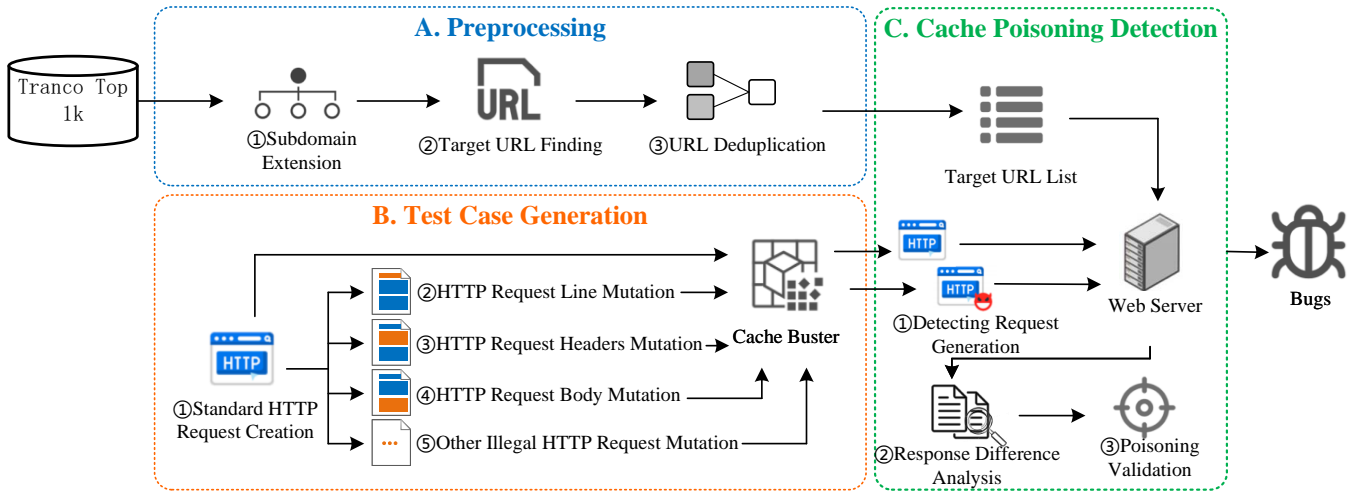 Tranco Top
1k
A. Preprocessing
①Subdomain
Extension
URL
②Target URL Finding
③URL Deduplication
B. Test Case Generation
HTTP
①Standard HTTP
Request Creation
②HTTP Request Line Mutation
③HTTP Request Headers Mutation
④HTTP Request Body Mutation
⑤Other Illegal HTTP Request Mutation
Cache Buster
C. Cache Poisoning Detection
Target URL List
HTTP
HTTP
①Detecting Request
Generation
Web Server
②Response Difference
Analysis
③Poisoning
Validation
Bugs